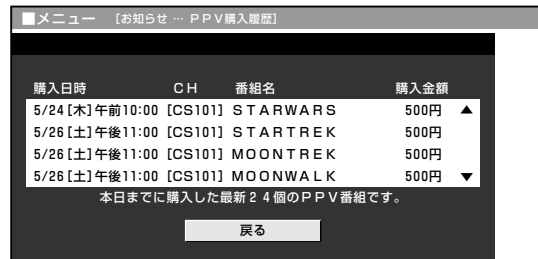 ■メニュー [お知らせ … ＰＰＶ購入履歴]
購入日時 ＣＨ 番組名 購入金額
5/24[木]午前10:00 [CS101] ＳＴＡＲＷＡＲＳ 500円 ▲
5/26[土]午後11:00 [CS101] ＳＴＡＲＴＲＥＫ 500円
5/26[土]午後11:00 [CS101] ＭＯＯＮＴＲＥＫ 500円
5/26[土]午後11:00 [CS101] ＭＯＯＮＷＡＬＫ 500円 ▼
本日までに購入した最新２４個のＰＰＶ番組です。
戻る